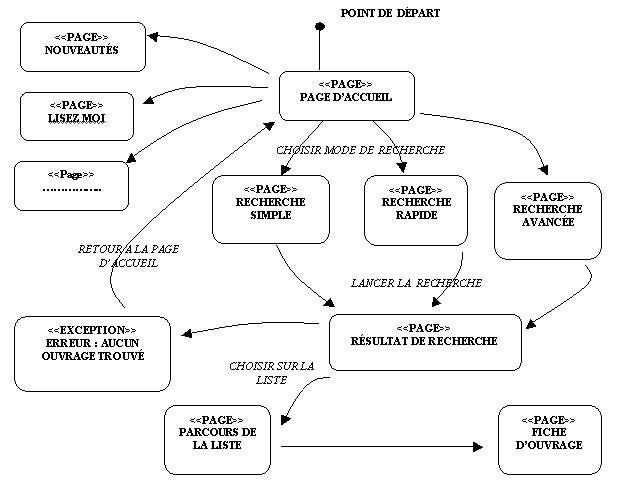 POINT DE DÉPART
<<PAGE>>
NOUVEAUTÉS
<<PAGE>>
PAGE D'ACCUEIL
<<PAGE>>
LISEZ MOI
CHOISIR MODE DE RECHERCHE
<<Page>>
..................
<<PAGE>>
RECHERCHE
SIMPLE
<<PAGE>>
RECHERCHE
RAPIDE
<<PAGE>>
RECHERCHE
AVANCÉE
RETOUR A LA PAGE
D'ACCUEIL
LANCER LA RECHERCHE
<<EXCEPTION>>
ERREUR : AUCUN
OUVRAGE TROUVÉ
<<PAGE>>
RÉSULTAT DE RECHERCHE
CHOISIR SUR LA
LISTE
<<PAGE>>
PARCOURS DE
LA LISTE
<<PAGE>>
FICHE
D'OUVRAGE